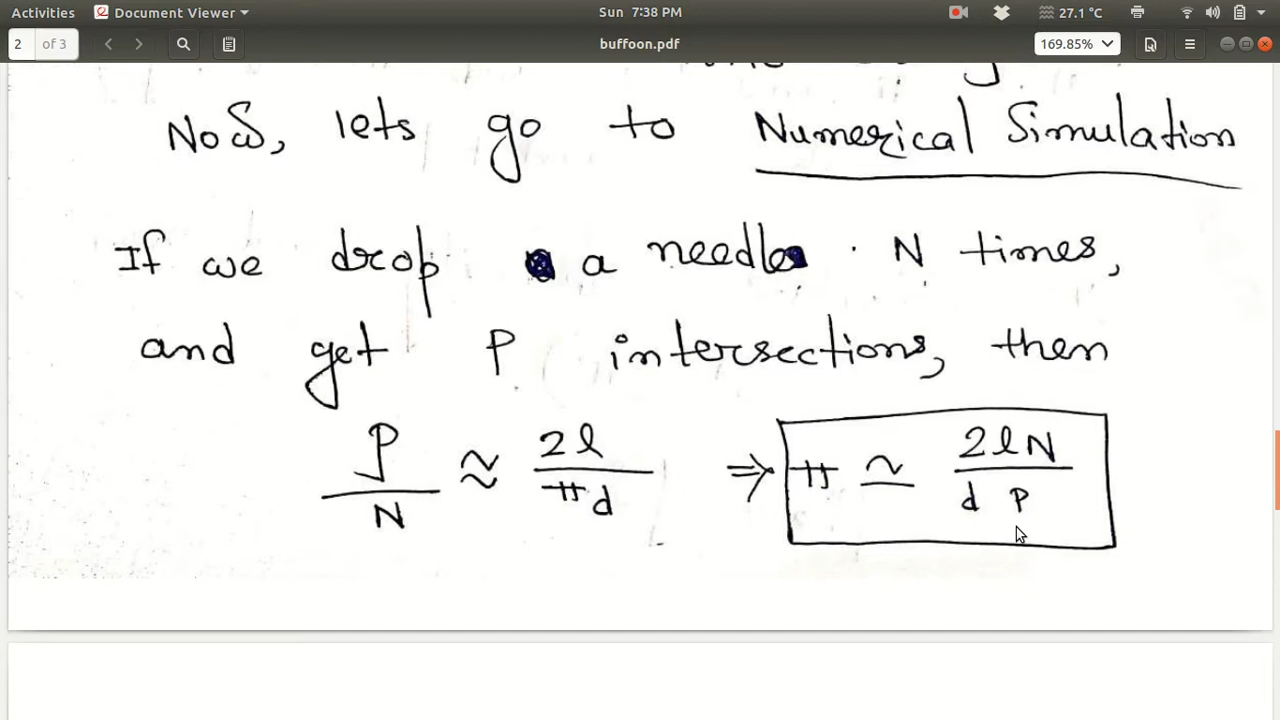 Activities Document Viewer Sun 7:38 PM 27.1 °C
2 of 3 buffoon.pdf 169.85%
Now, lets go to Numerical Simulation
If we drop a needle N times,
and get P intersections, then
P/N ≈ 2l/πd ⇒ π ≃ 2lN/d P